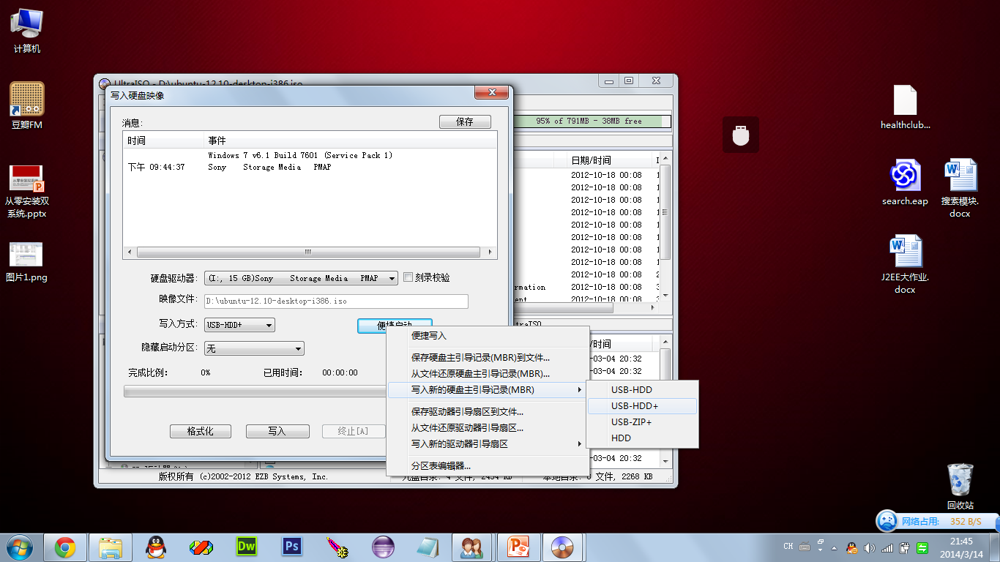 计算机
豆瓣FM
从零安装双
系统.pptx
图片1.png
healthclub...
search.eap
搜索模块.
docx
J2EE大作业.
docx
回收站
UltraISO - D:\ubuntu-12.10-desktop-i386.iso
95% of 791MB - 38MB free
日期/时间
2012-10-18 00:08
2012-10-18 00:08
2012-10-18 00:08
2012-10-18 00:08
2012-10-18 00:08
2012-10-18 00:08
2012-10-18 00:08
2012-10-18 00:08
2012-10-18 00:08
2012-10-18 00:08
2012-10-18 00:08
/时间
-03-04 20:32
-03-04 20:32
-03-04 20:32
版权所有 (c)2002-2012 EZB Systems, Inc.
光盘目录: 4 文件, 2454 KB
本地目录: 8 文件, 2268 KB
写入硬盘映像
消息:
保存
时间 事件
Windows 7 v6.1 Build 7601 (Service Pack 1)
下午 09:44:37 Sony Storage Media PMAP
硬盘驱动器: (I:, 15 GB)Sony Storage Media PMAP 刻录校验
映像文件: D:\ubuntu-12.10-desktop-i386.iso
写入方式: USB-HDD+ 便捷启动
隐藏启动分区: 无
完成比例: 0% 已用时间: 00:00:00
格式化 写入 终止[A]
便捷写入
保存硬盘主引导记录(MBR)到文件...
从文件还原硬盘主引导记录(MBR)...
写入新的硬盘主引导记录(MBR)
保存驱动器引导扇区到文件...
从文件还原驱动器引导扇区...
写入新的驱动器引导扇区
分区表编辑器...
USB-HDD
USB-HDD+
USB-ZIP+
HDD
网络占用: 352 B/S
Dw
Ps
CH
21:45
2014/3/14